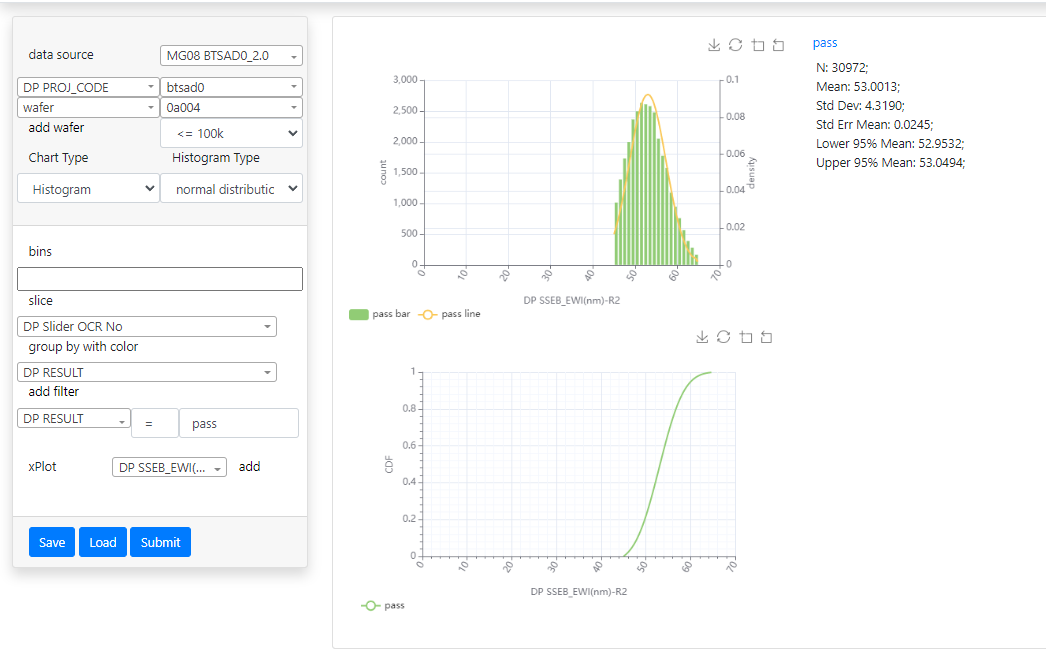 data source
MG08 BTSAD0_2.0
DP PROJ_CODE
btsad0
wafer
0a004
add wafer
<= 100k
Chart Type
Histogram Type
Histogram
normal distributic
bins
slice
DP Slider OCR No
group by with color
DP RESULT
add filter
DP RESULT
=
pass
xPlot
DP SSEB_EWI(...
add
Save
Load
Submit
3,000
2,500
2,000
1,500
1,000
500
0
count
0.1
0.08
0.06
0.04
0.02
0
density
0
10
20
30
40
50
60
70
DP SSEB_EWI(nm)-R2
pass bar
pass line
pass
N: 30972;
Mean: 53.0013;
Std Dev: 4.3190;
Std Err Mean: 0.0245;
Lower 95% Mean: 52.9532;
Upper 95% Mean: 53.0494;
1
0.8
0.6
0.4
0.2
0
CDF
0
10
20
30
40
50
60
70
DP SSEB_EWI(nm)-R2
pass